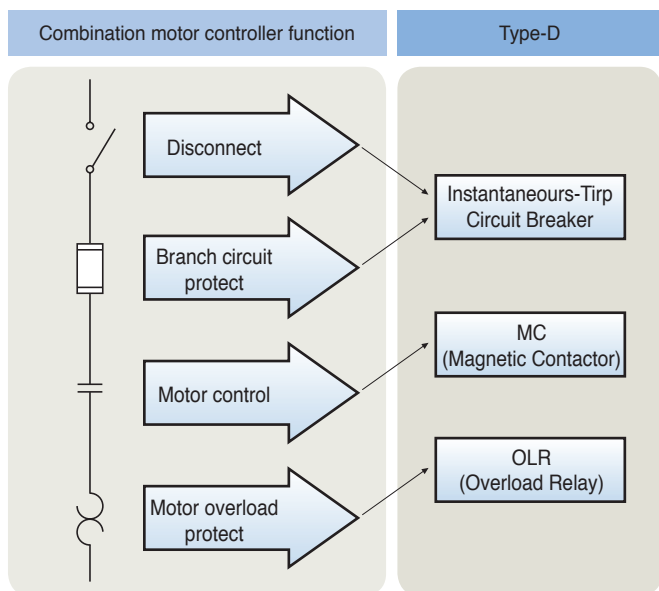 Combination motor controller function
Type-D
Disconnect
Branch circuit
protect
Motor control
Motor overload
protect
Instantaneours-Tirp
Circuit Breaker
MC
(Magnetic Contactor)
OLR
(Overload Relay)